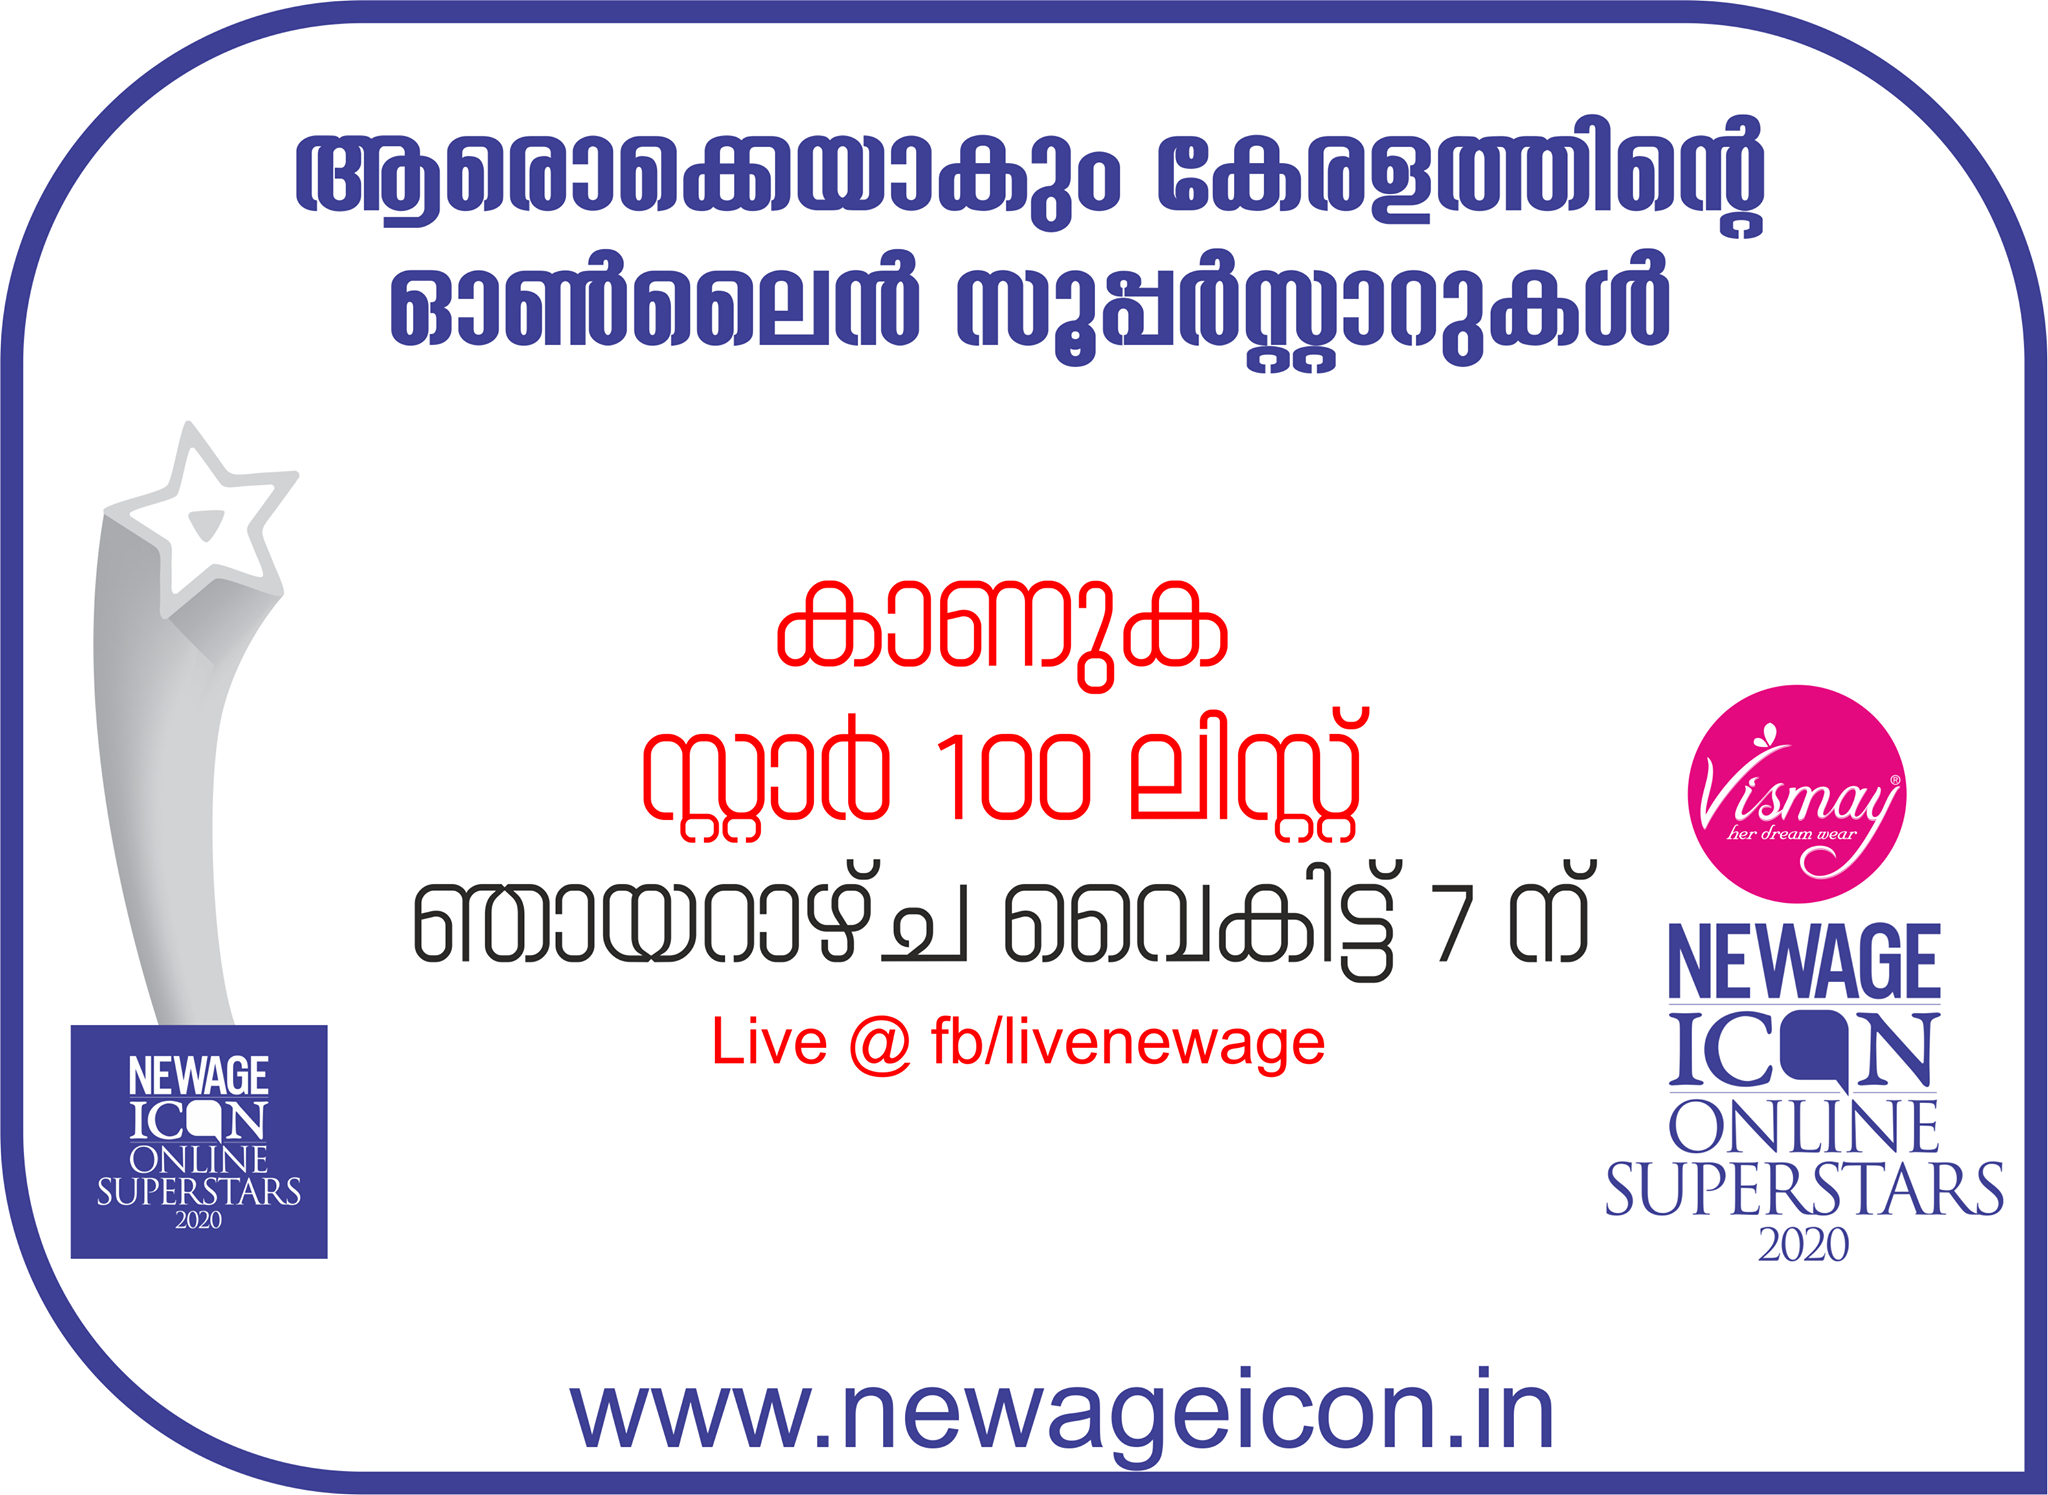 ആരൊക്കെയാകും കേരളത്തിന്റെ
ഓൺലൈൻ സൂപ്പർസ്റ്റാറുകൾ
കാണുക
സ്റ്റാർ 100 ലിസ്റ്റ്
ഞായറാഴ്ച വൈകിട്ട് 7 ന്
Live @ fb/livenewage
Vismay®
her dream wear
NEWAGE
ICON
ONLINE
SUPERSTARS
2020
NEWAGE
ICON
ONLINE
SUPERSTARS
2020
www.newageicon.in